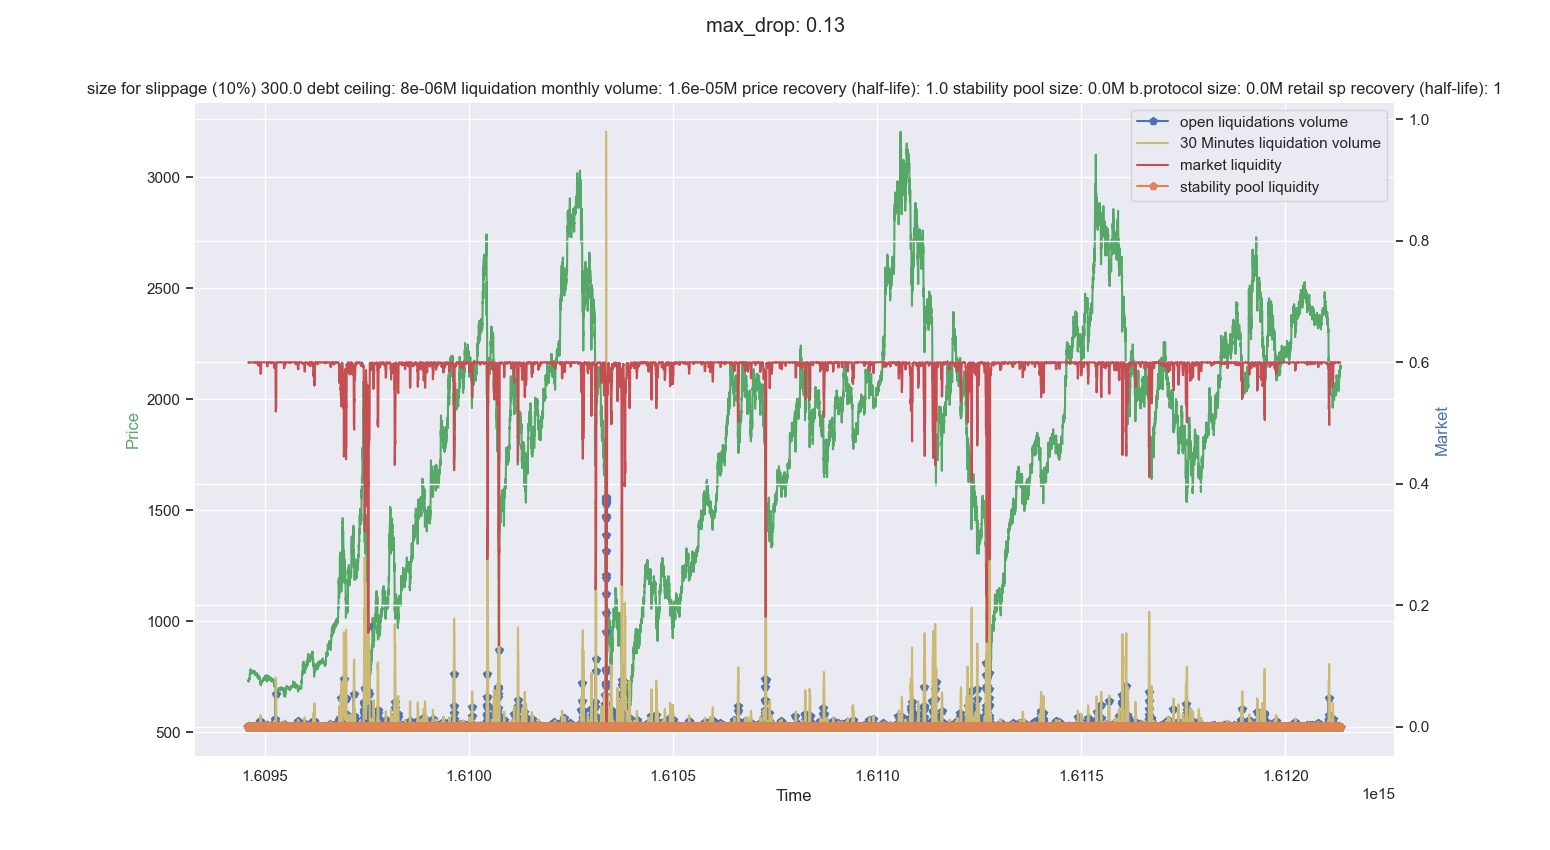 max_drop: 0.13
size for slippage (10%) 300.0 debt ceiling: 8e-06M liquidation monthly volume: 1.6e-05M price recovery (half-life): 1.0 stability pool size: 0.0M b.protocol size: 0.0M retail sp recovery (half-life): 1
open liquidations volume
30 Minutes liquidation volume
market liquidity
stability pool liquidity
3000
2500
2000
1500
1000
500
Price
1.0
0.8
0.6
0.4
0.2
0.0
Market
1.6095
1.6100
1.6105
1.6110
1.6115
1.6120
Time
1e15